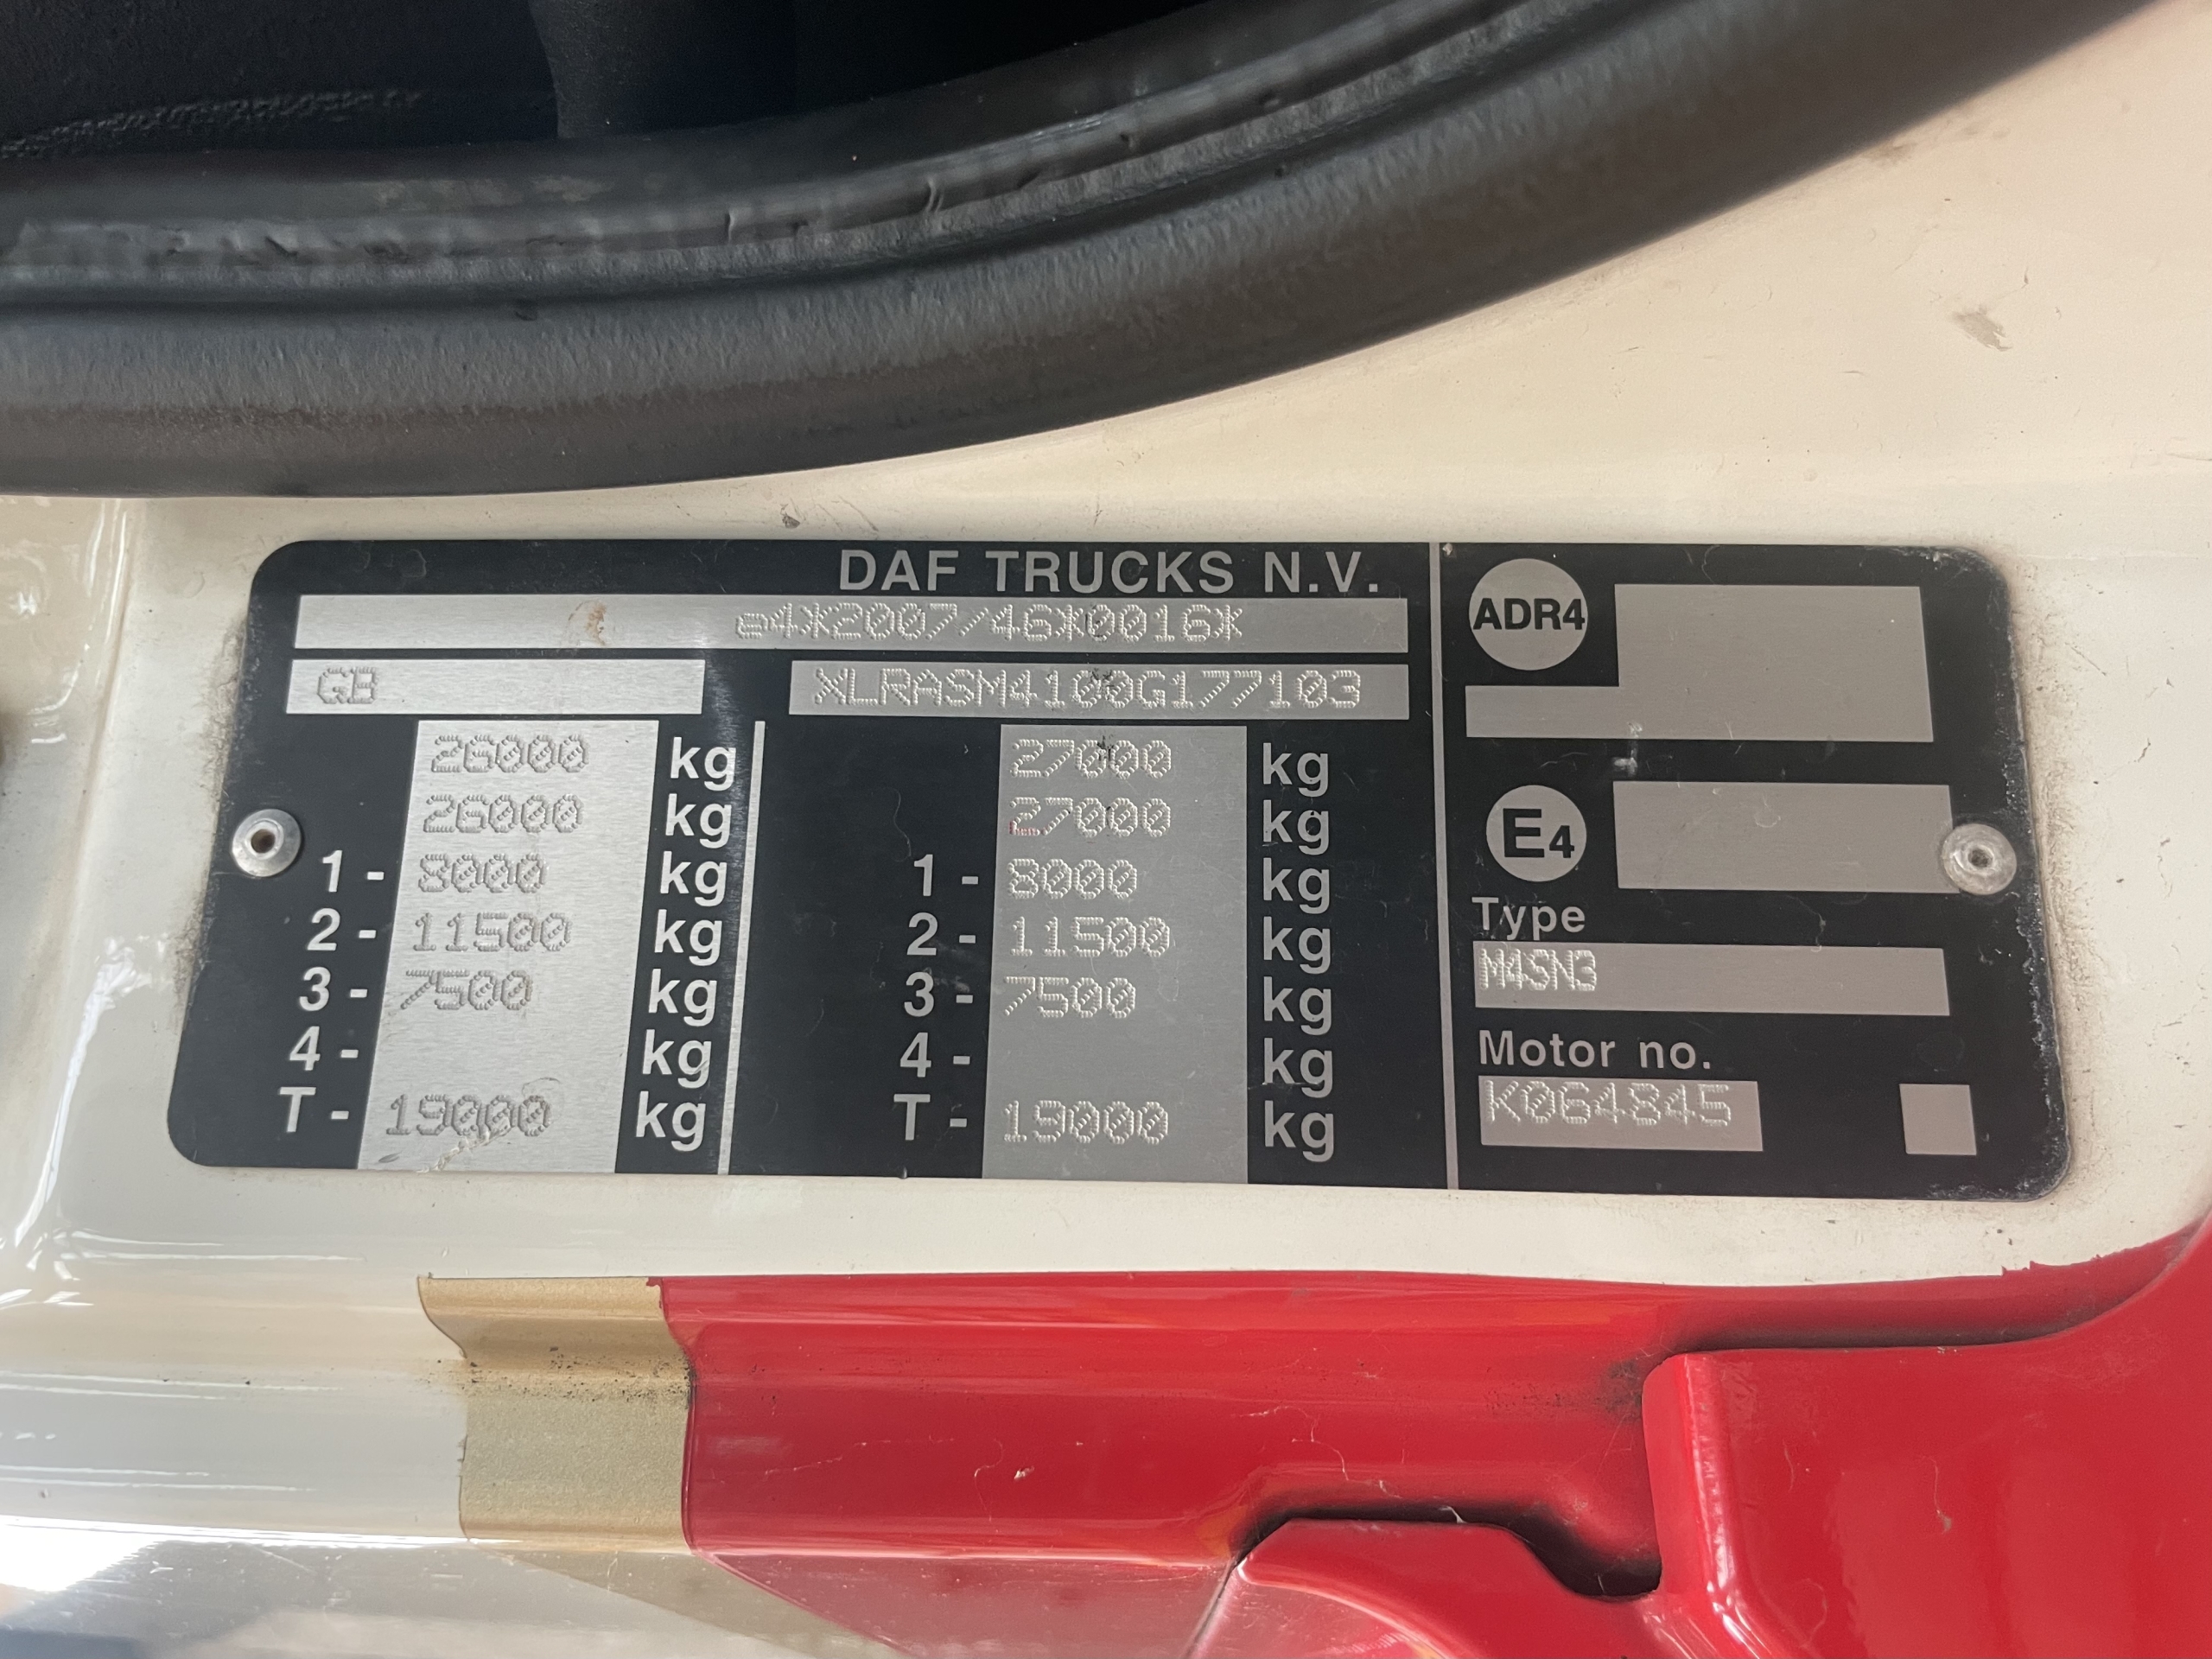 DAF TRUCKS N.V.
e4*2007/46*0016*
GB XLRASM4100G177103
26000 kg 27000 kg
26000 kg 27000 kg
1- 8000 kg 1- 8000 kg
2- 11500 kg 2- 11500 kg
3- 7500 kg 3- 7500 kg
4- kg 4- kg
T- 19000 kg T- 19000 kg
ADR4
E4
Type
M4SN3
Motor no.
K064845